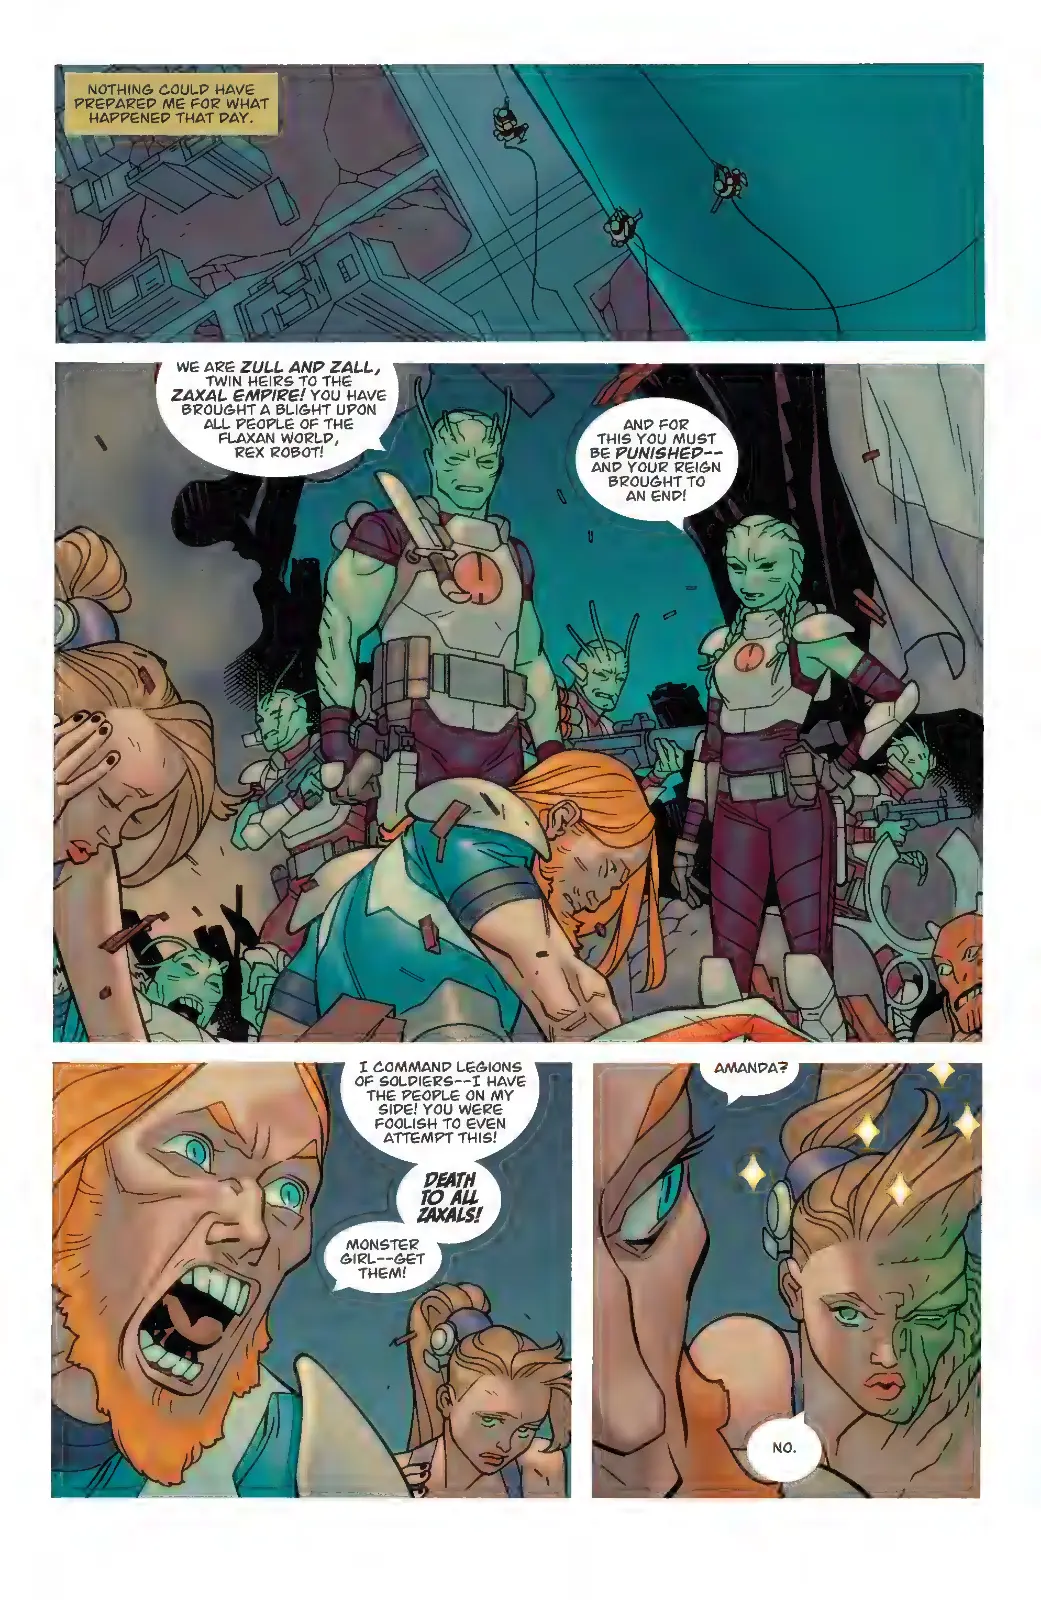 NOTHING COULD HAVE
PREPARED ME FOR WHAT
HAPPENED THAT DAY.
WE ARE ZULL AND ZALL,
TWIN HEIRS TO THE
ZAXAL EMPIRE! YOU HAVE
BROUGHT A BLIGHT UPON
ALL PEOPLE OF THE
FLAXAN WORLD,
REX ROBOT!
AND FOR
THIS YOU MUST
BE PUNISHED--
AND YOUR REIGN
BROUGHT TO
AN END!
I COMMAND LEGIONS
OF SOLDIERS--I HAVE
THE PEOPLE ON MY
SIDE! YOU WERE
FOOLISH TO EVEN
ATTEMPT THIS!
DEATH
TO ALL
ZAXALS!
MONSTER
GIRL--GET
THEM!
AMANDA?
NO.